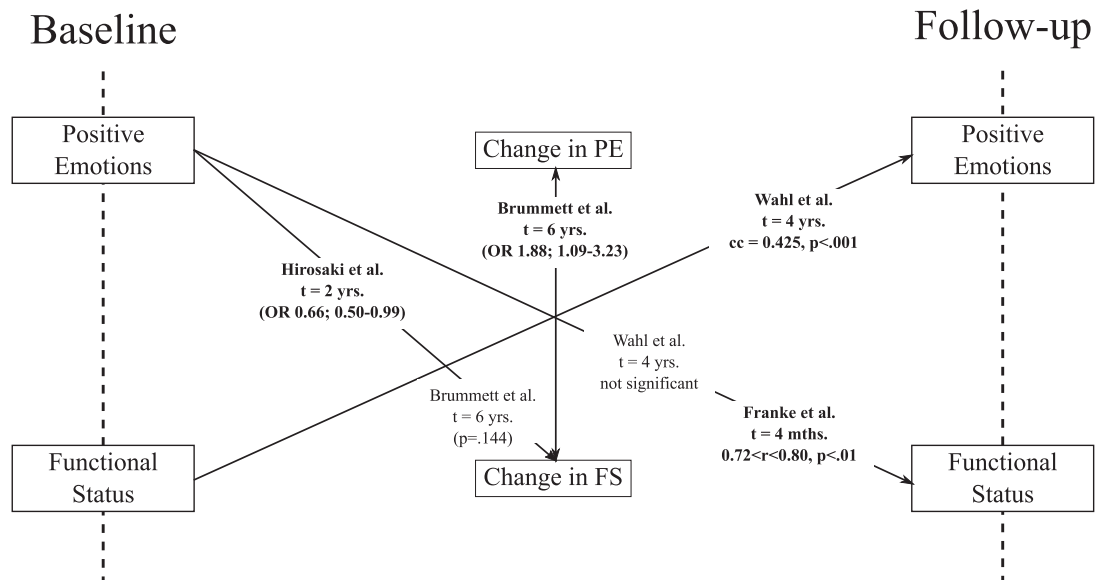 Baseline
Follow-up
Positive
Emotions
Change in PE
Positive
Emotions
Brummett et al.
t = 6 yrs.
(OR 1.88; 1.09-3.23)
Wahl et al.
t = 4 yrs.
cc = 0.425, p<.001
Hirosaki et al.
t = 2 yrs.
(OR 0.66; 0.50-0.99)
Wahl et al.
t = 4 yrs.
not significant
Brummett et al.
t = 6 yrs.
(p=.144)
Franke et al.
t = 4 mths.
0.72<r<0.80, p<.01
Functional
Status
Change in FS
Functional
Status